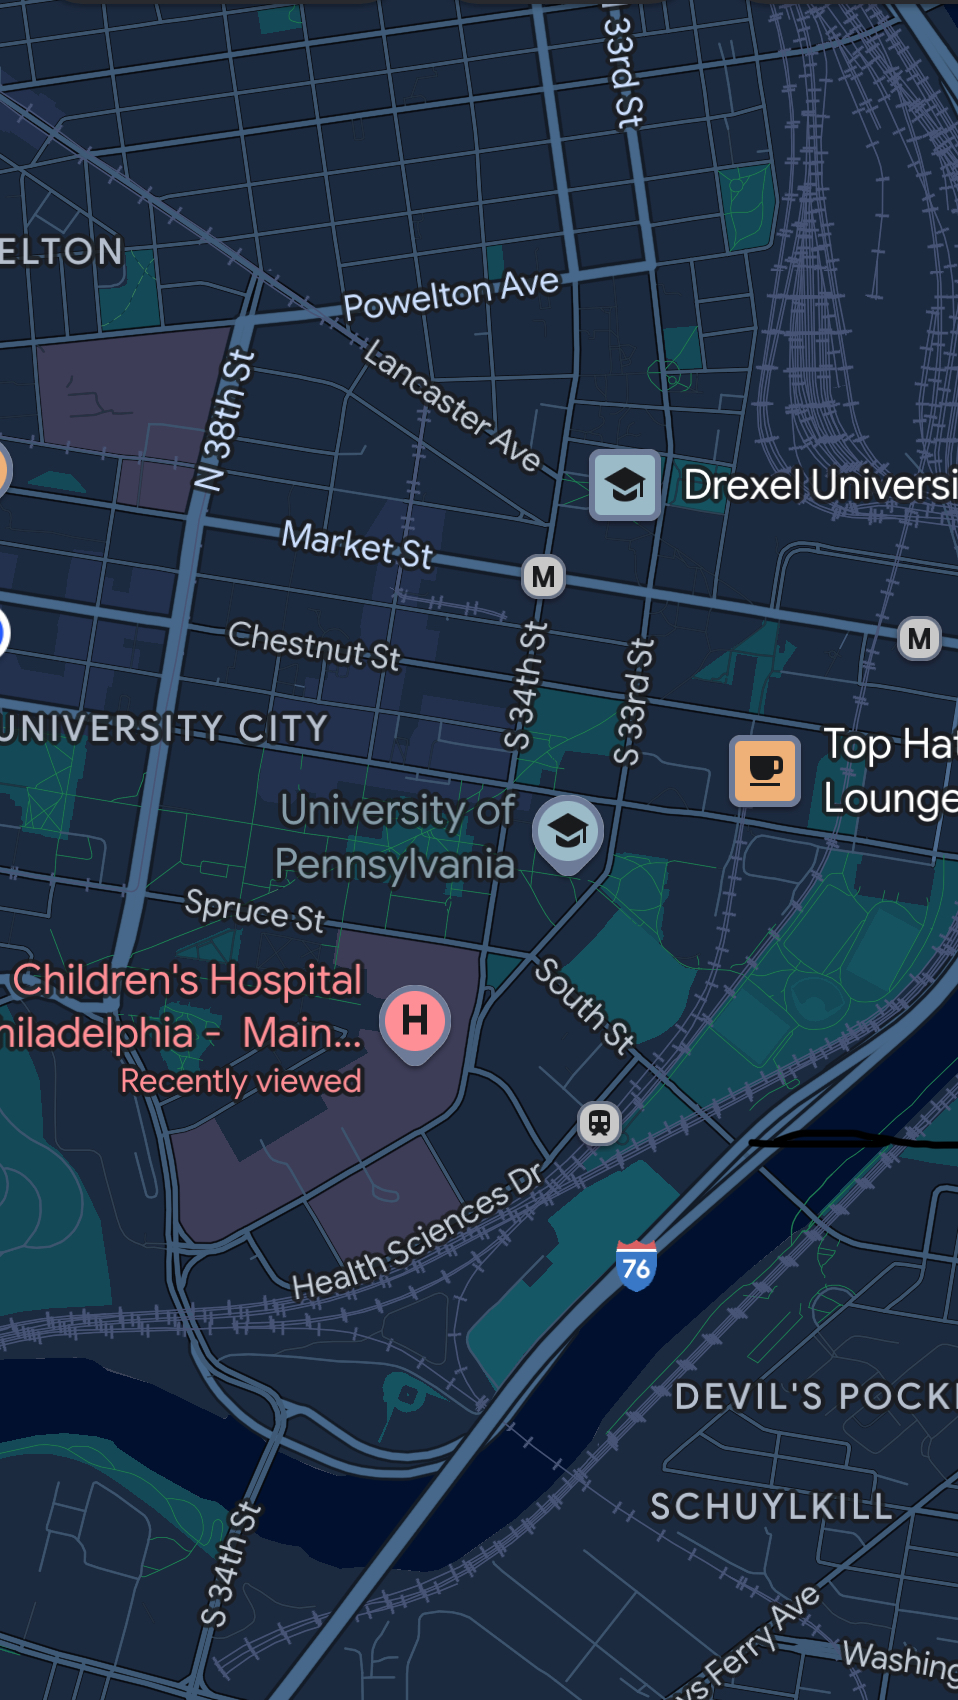 N 33rd St
ELTON
Powelton Ave
Lancaster Ave
N 38th St
Drexel Universi
Market St
M
M
Chestnut St
S 34th St
S 33rd St
UNIVERSITY CITY
Top Hat
Lounge
University of
Pennsylvania
Spruce St
South St
Children's Hospital
hiladelphia - Main...
Recently viewed
H
Health Sciences Dr
76
DEVIL'S POCK
SCHUYLKILL
S 34th St
ys Ferry Ave
Washing